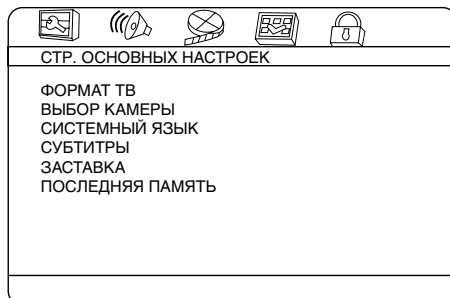 СТР. ОСНОВНЫХ НАСТРОЕК
ФОРМАТ ТВ
ВЫБОР КАМЕРЫ
СИСТЕМНЫЙ ЯЗЫК
СУБТИТРЫ
ЗАСТАВКА
ПОСЛЕДНЯЯ ПАМЯТЬ